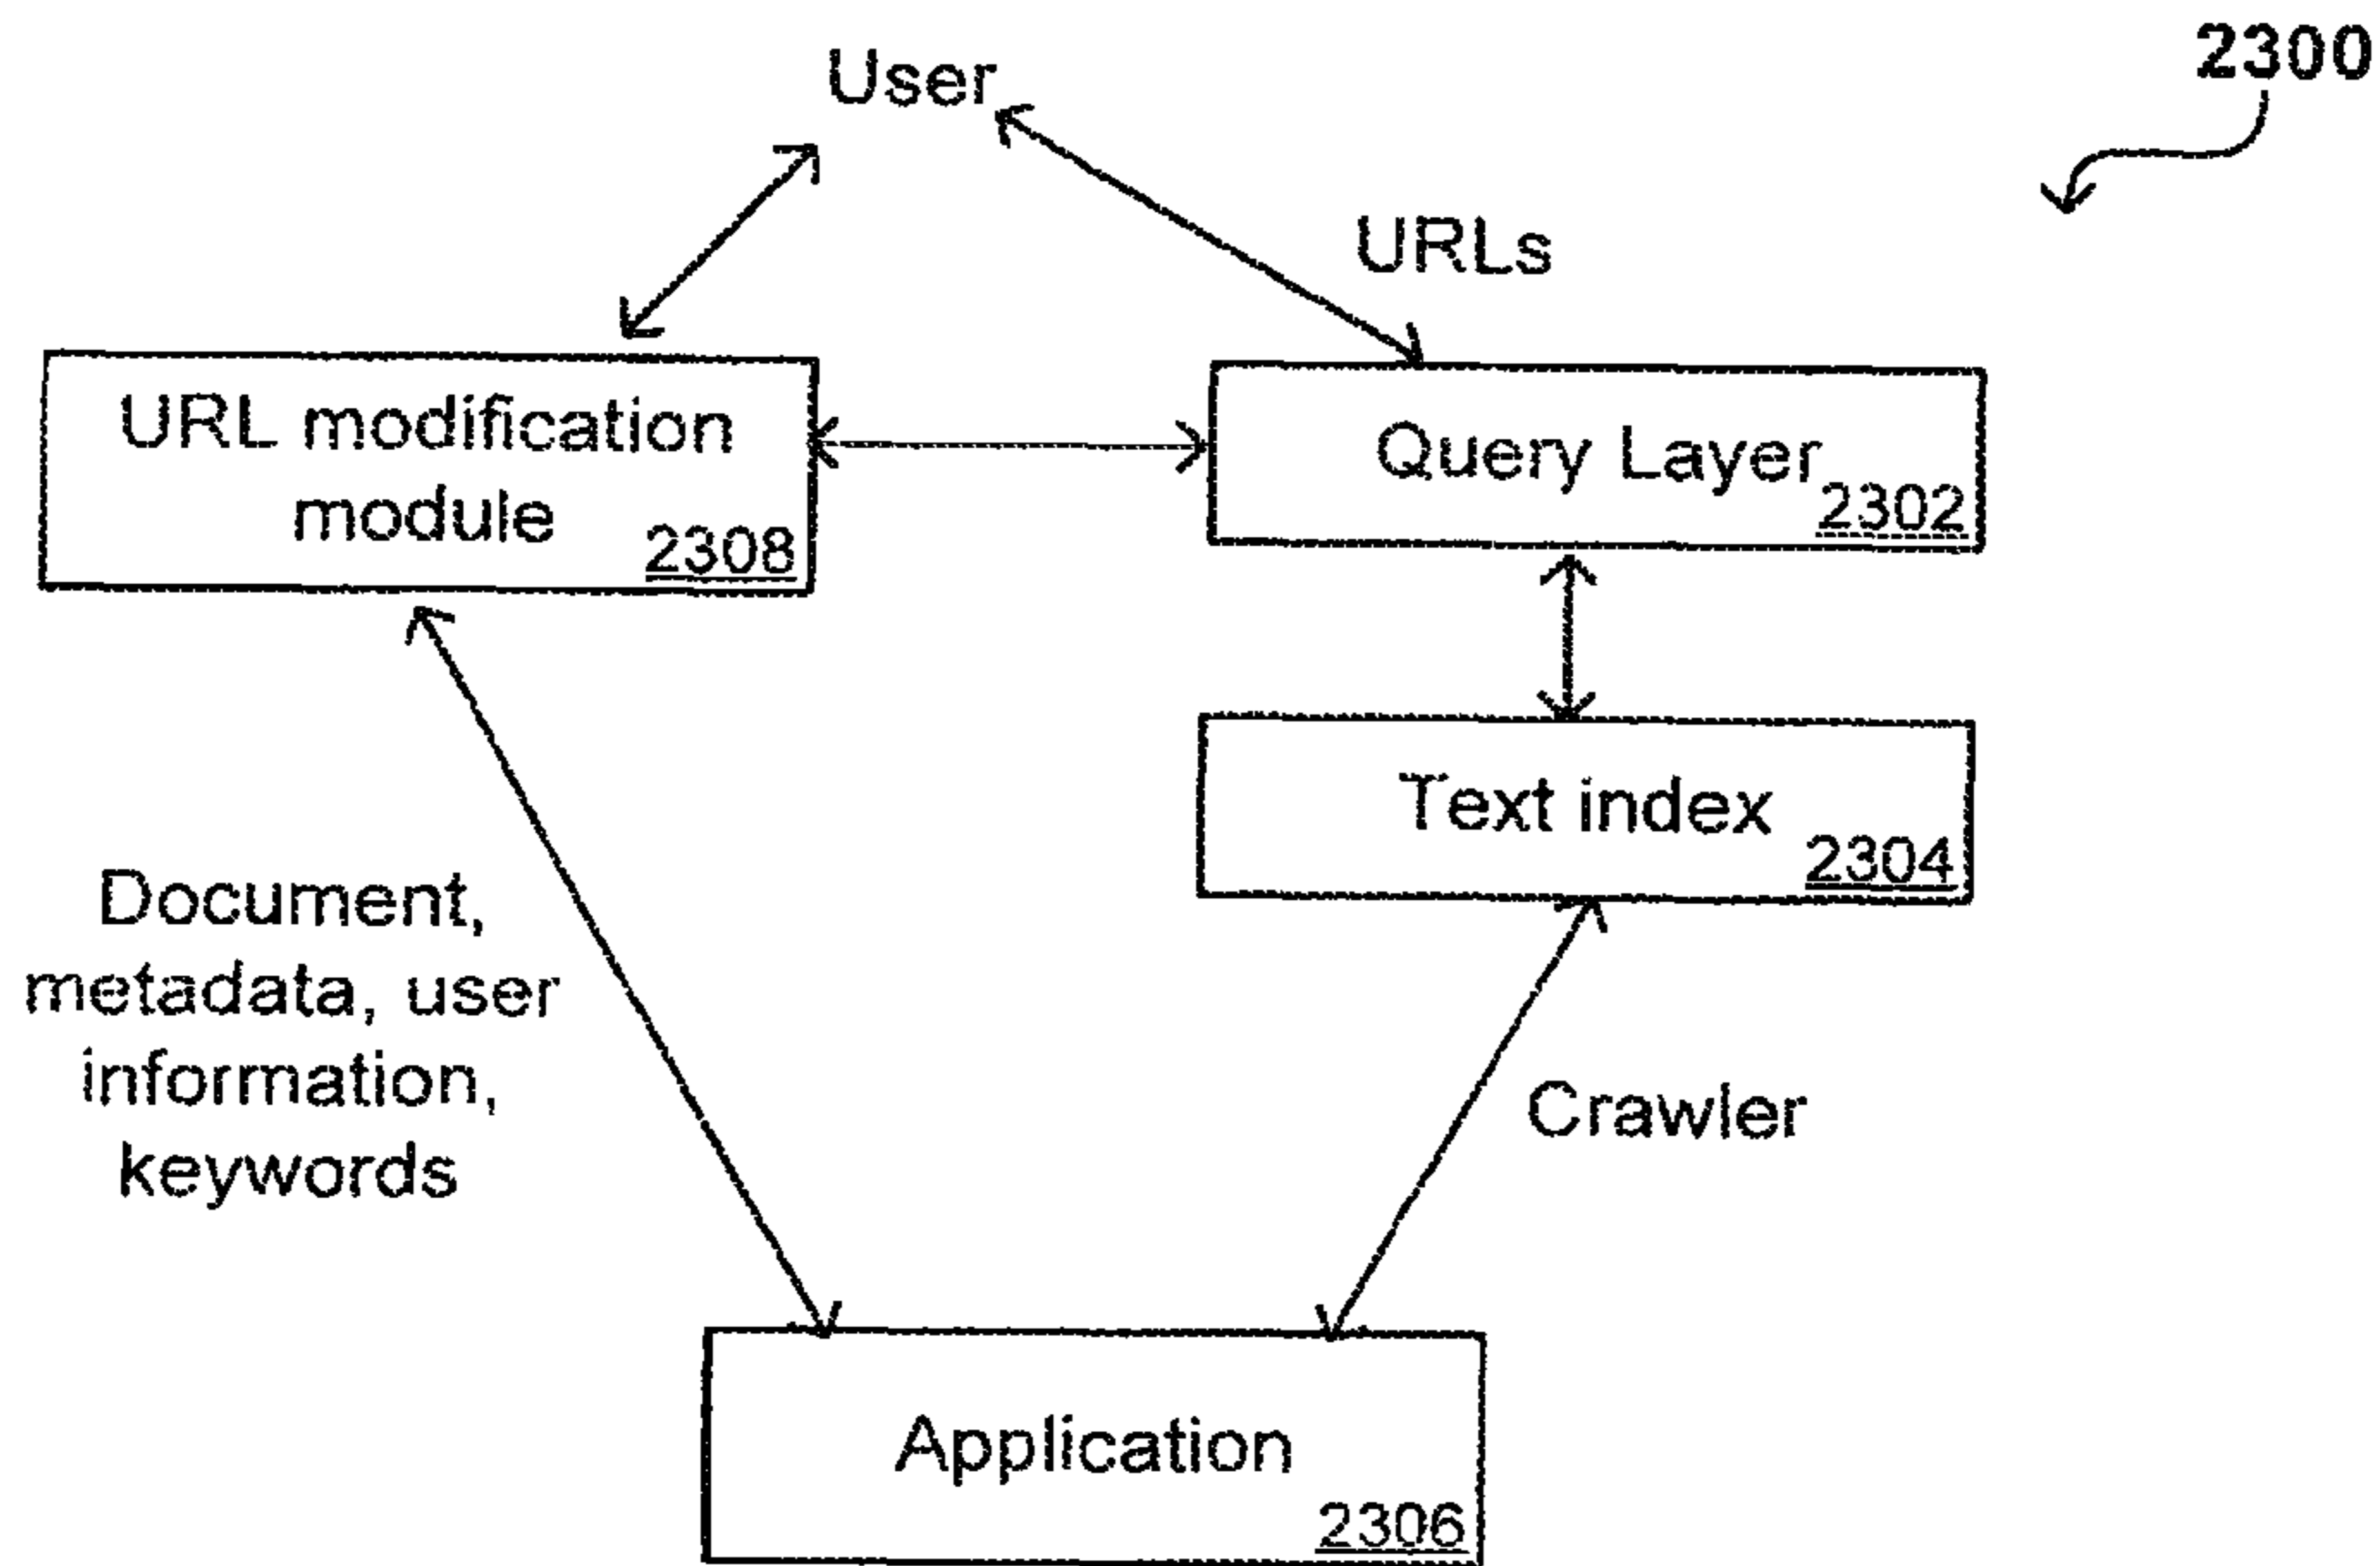 2300
User
URLs
URL modification
module
2308
Query Layer
2302
Text index
2304
Document,
metadata, user
information,
keywords
Crawler
Application
2306